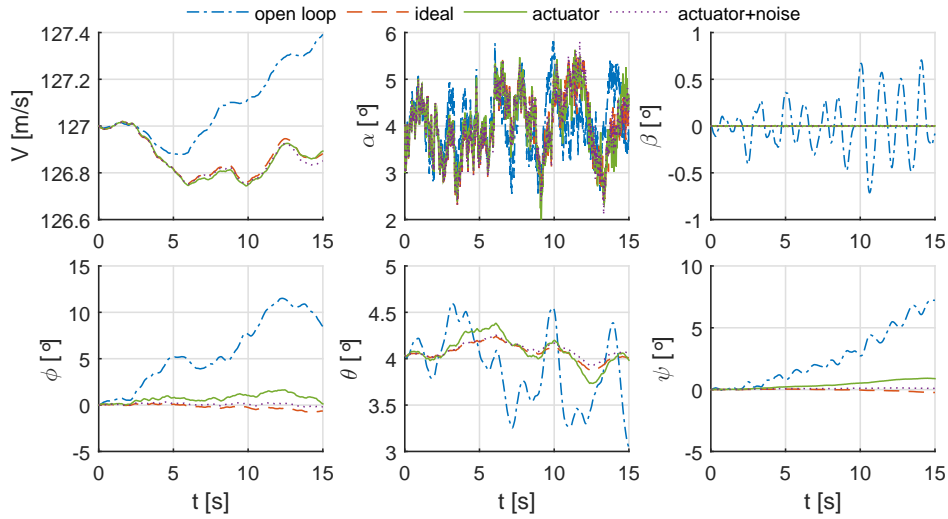 open loop ideal actuator actuator+noise
127.4
127.2
127
126.8
126.6
V [m/s]
0 5 10 15
6
5
4
3
2
α [ º]
0 5 10 15
1
0.5
0
-0.5
-1
β [ º]
0 5 10 15
15
10
5
0
-5
ϕ [ º]
0 5 10 15
t [s]
5
4.5
4
3.5
3
θ [ º]
0 5 10 15
t [s]
10
5
0
-5
ψ [ º]
0 5 10 15
t [s]